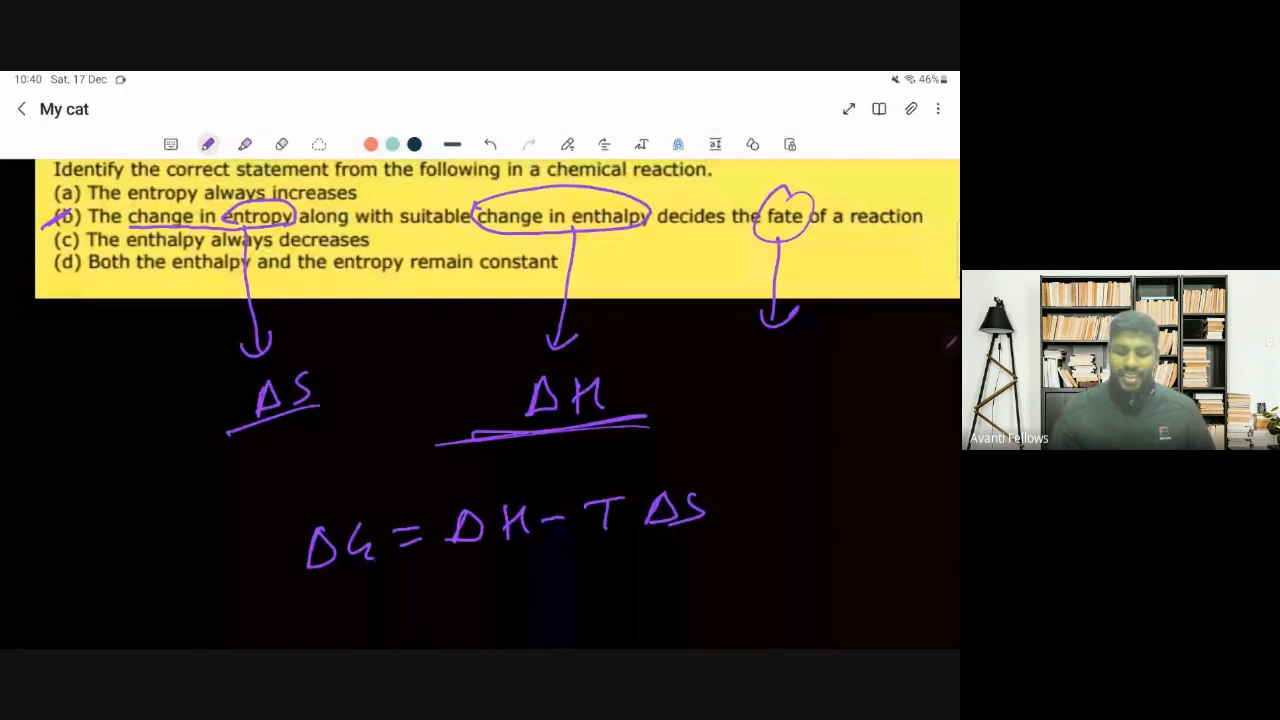 10:40 Sat, 17 Dec 46%
My cat
Identify the correct statement from the following in a chemical reaction.
(a) The entropy always increases
(b) The change in entropy along with suitable change in enthalpy decides the fate of a reaction
(c) The enthalpy always decreases
(d) Both the enthalpy and the entropy remain constant
ΔS ΔH
ΔG = ΔH - T ΔS
Avanti Fellows